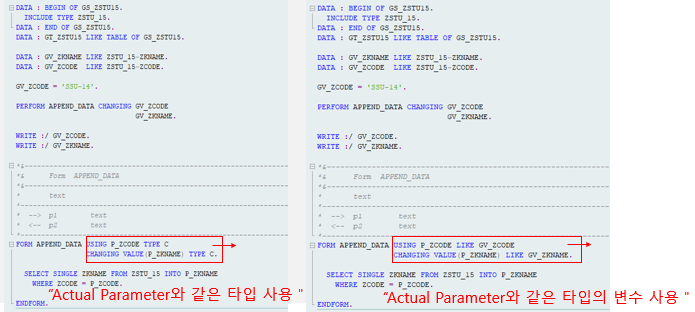 DATA : BEGIN OF GS_ZSTU15.
INCLUDE TYPE ZSTU_15.
DATA : END OF GS_ZSTU15.
DATA : GT_ZSTU15 LIKE TABLE OF GS_ZSTU15.
DATA : GV_ZKNAME LIKE ZSTU_15-ZKNAME.
DATA : GV_ZCODE  LIKE ZSTU_15-ZCODE.
GV_ZCODE = 'SSU-14'.
PERFORM APPEND_DATA CHANGING GV_ZCODE
GV_ZKNAME.
WRITE :/ GV_ZCODE.
WRITE :/ GV_ZKNAME.
*&---------------------------------------------------------------------
*&      Form  APPEND_DATA
*&---------------------------------------------------------------------
*       text
*----------------------------------------------------------------------
*  -->  p1        text
*  <--  p2        text
*----------------------------------------------------------------------
FORM APPEND_DATA USING P_ZCODE TYPE C
CHANGING VALUE(P_ZKNAME) TYPE C.
SELECT SINGLE ZKNAME FROM ZSTU_15 INTO P_ZKNAME
WHERE ZCODE = P_ZCODE.
ENDFORM.
“Actual Parameter와 같은 타입 사용 "
DATA : BEGIN OF GS_ZSTU15.
INCLUDE TYPE ZSTU_15.
DATA : END OF GS_ZSTU15.
DATA : GT_ZSTU15 LIKE TABLE OF GS_ZSTU15.
DATA : GV_ZKNAME LIKE ZSTU_15-ZKNAME.
DATA : GV_ZCODE  LIKE ZSTU_15-ZCODE.
GV_ZCODE = 'SSU-14'.
PERFORM APPEND_DATA CHANGING GV_ZCODE
GV_ZKNAME.
WRITE :/ GV_ZCODE.
WRITE :/ GV_ZKNAME.
*&---------------------------------------------------------------------
*&      Form  APPEND_DATA
*&---------------------------------------------------------------------
*       text
*----------------------------------------------------------------------
*  -->  p1        text
*  <--  p2        text
*----------------------------------------------------------------------
FORM APPEND_DATA USING P_ZCODE LIKE GV_ZCODE
CHANGING VALUE(P_ZKNAME) LIKE GV_ZKNAME.
SELECT SINGLE ZKNAME FROM ZSTU_15 INTO P_ZKNAME
WHERE ZCODE = P_ZCODE.
ENDFORM.
“Actual Parameter와 같은 타입의 변수 사용 "